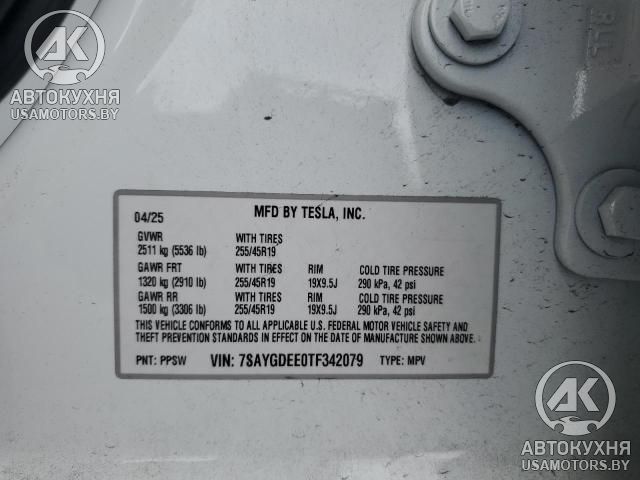 АК
АВТОКУХНЯ
USAMOTORS.BY
RLL
04/25 MFD BY TESLA, INC.
GVWR WITH TIRES
2511 kg (5536 lb) 255/45R19
GAWR FRT WITH TIRES RIM COLD TIRE PRESSURE
1320 kg (2910 lb) 255/45R19 19X9.5J 290 kPa, 42 psi
GAWR RR WITH TIRES RIM COLD TIRE PRESSURE
1500 kg (3306 lb) 255/45R19 19X9.5J 290 kPa, 42 psi
THIS VEHICLE CONFORMS TO ALL APPLICABLE U.S. FEDERAL MOTOR VEHICLE SAFETY AND
THEFT PREVENTION STANDARDS IN EFFECT ON THE DATE OF MANUFACTURE SHOWN ABOVE.
PNT: PPSW VIN: 7SAYGDEE0TF342079 TYPE: MPV
АК
АВТОКУХНЯ
USAMOTORS.BY